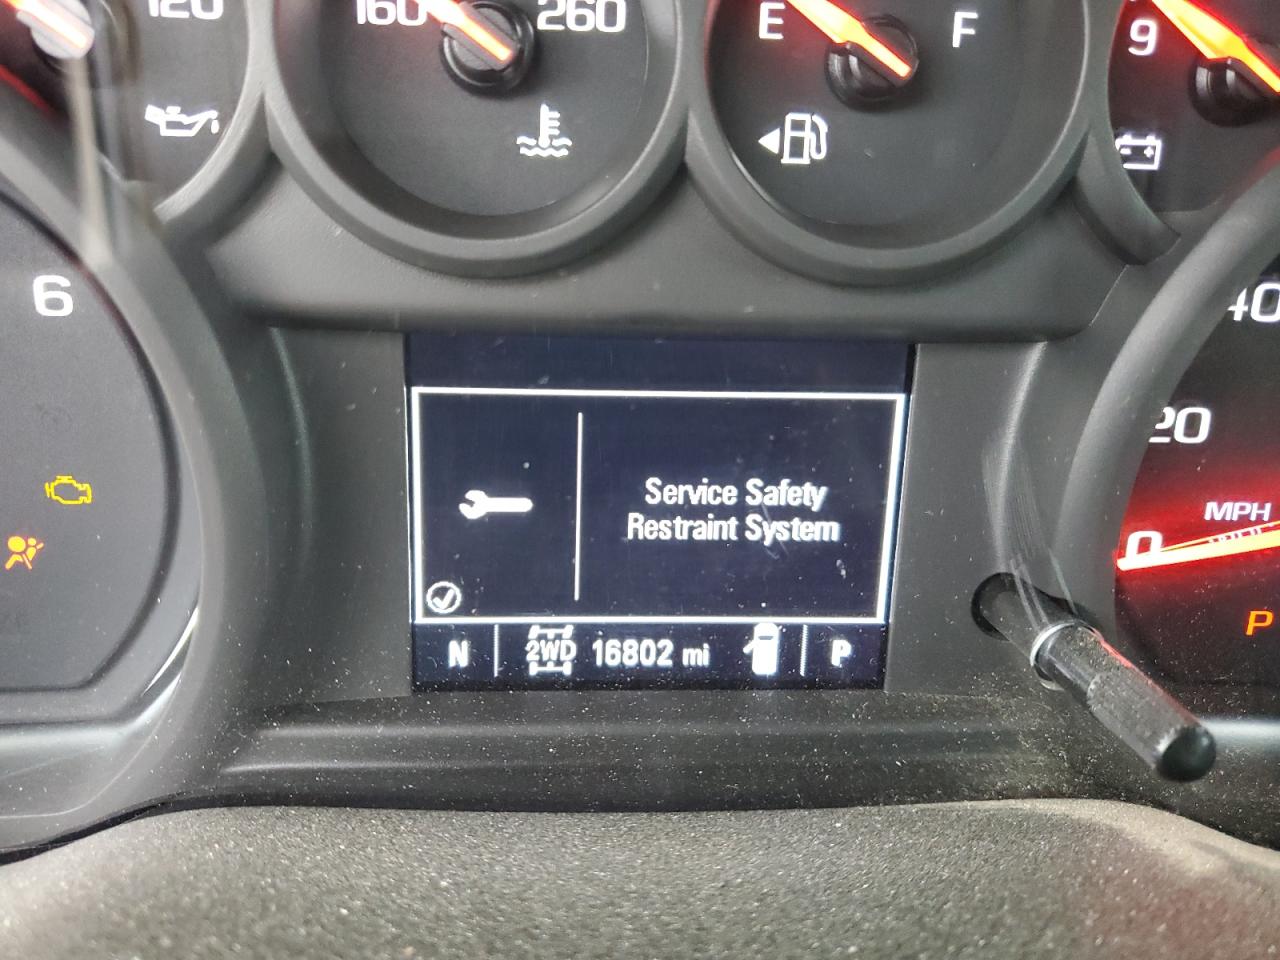 120
160
260
E
F
9
6
40
20
MPH
0
Service Safety
Restraint System
P
N
2WD
16802 mi
P